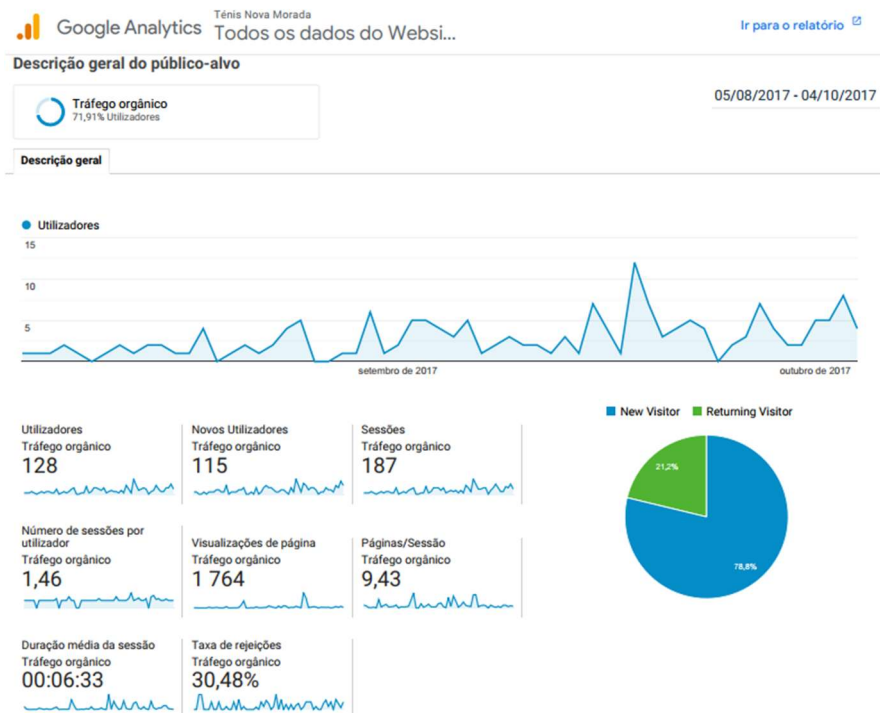 Google Analytics
Ténis Nova Morada
Todos os dados do Websi...
Ir para o relatório
Descrição geral do público-alvo
Tráfego orgânico
71,91% Utilizadores
05/08/2017 - 04/10/2017
Descrição geral
Utilizadores
15
10
5
setembro de 2017
outubro de 2017
New Visitor
Returning Visitor
21,2%
78,8%
Utilizadores
Tráfego orgânico
128
Novos Utilizadores
Tráfego orgânico
115
Sessões
Tráfego orgânico
187
Número de sessões por
utilizador
Tráfego orgânico
1,46
Visualizações de página
Tráfego orgânico
1 764
Páginas/Sessão
Tráfego orgânico
9,43
Duração média da sessão
Tráfego orgânico
00:06:33
Taxa de rejeições
Tráfego orgânico
30,48%